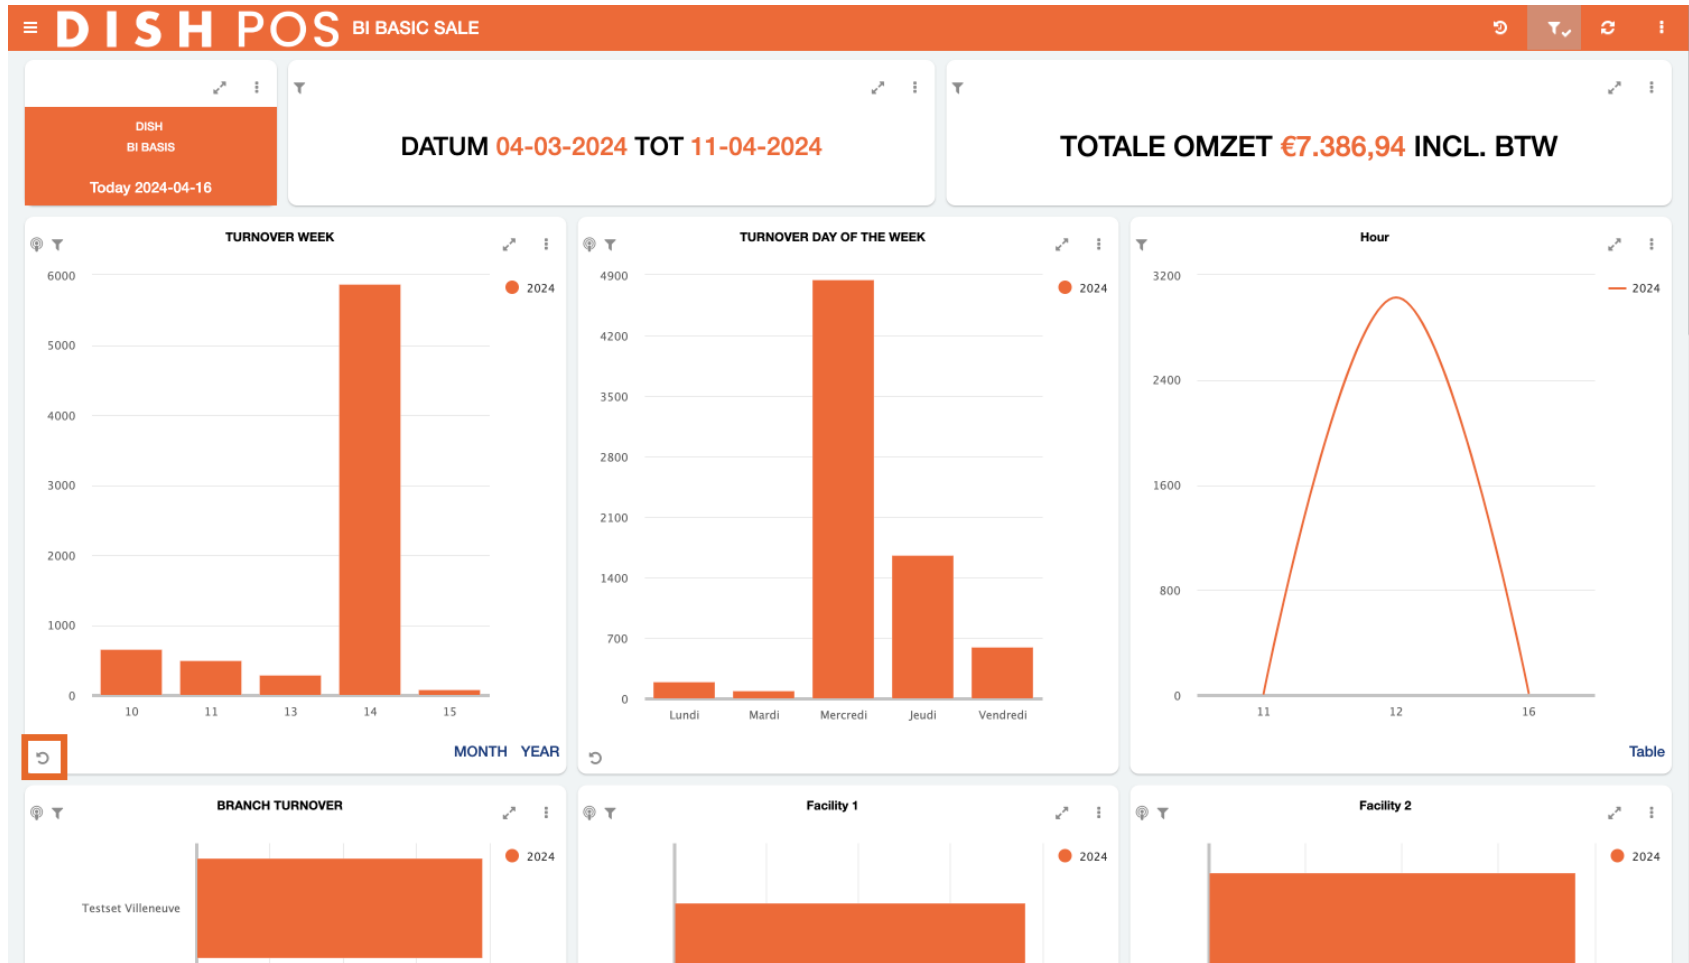 DISH POS BI BASIC SALE
DISH
BI BASIS
Today 2024-04-16
DATUM 04-03-2024 TOT 11-04-2024
TOTALE OMZET €7.386,94 INCL. BTW
TURNOVER WEEK
2024
6000
5000
4000
3000
2000
1000
0
10 11 13 14 15
MONTH YEAR
TURNOVER DAY OF THE WEEK
2024
4900
4200
3500
2800
2100
1400
700
0
Lundi Mardi Mercredi Jeudi Vendredi
Hour
2024
3200
2400
1600
800
0
11 12 16
Table
BRANCH TURNOVER
2024
Testset Villeneuve
Facility 1
2024
Facility 2
2024